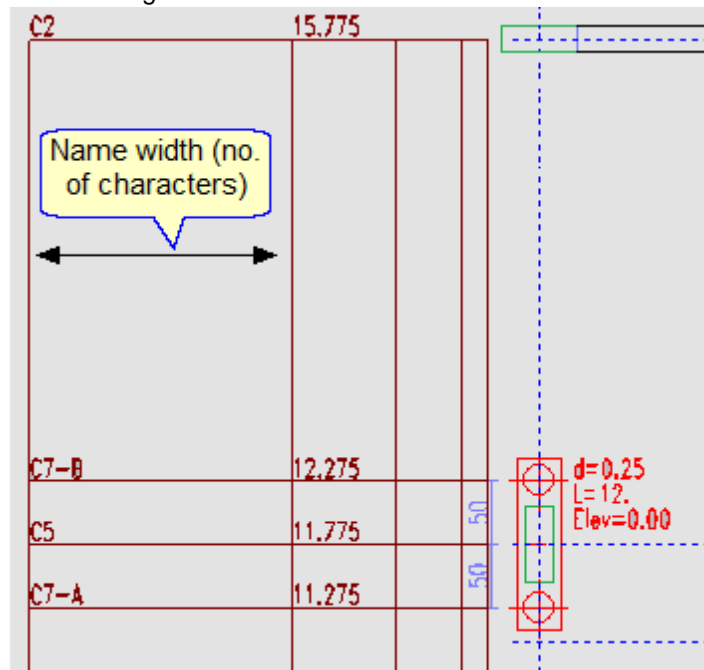 C2 15.775
Name width (no.
of characters)
C7-B 12.275
d=0.25
L=12.
Elev=0.00
50
C5 11.775
50
C7-A 11.275